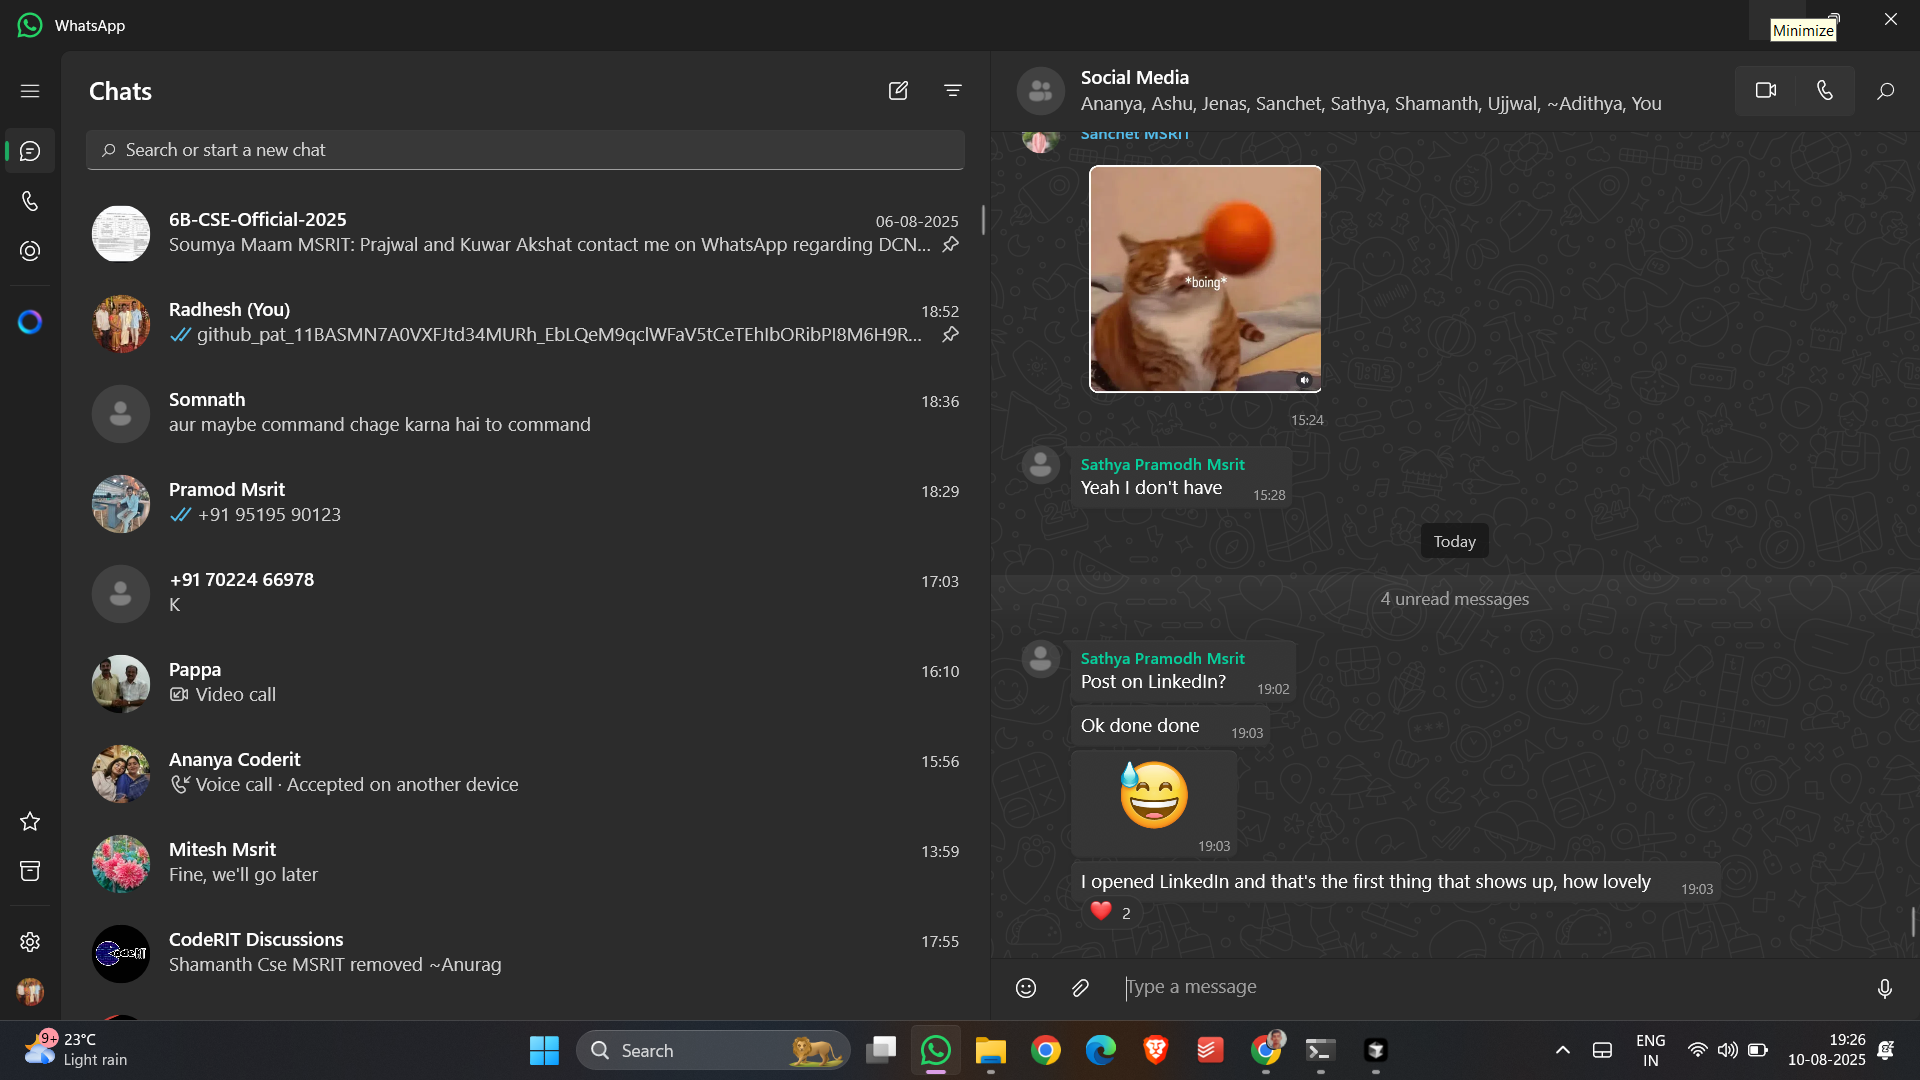 WhatsApp
Minimize
Chats
Search or start a new chat
6B-CSE-Official-2025
06-08-2025
Soumya Maam MSRIT: Prajwal and Kuwar Akshat contact me on WhatsApp regarding DCN...
Radhesh (You)
18:52
Somnath
18:36
aur maybe command chage karna hai to command
Pramod Msrit
18:29
+91 95195 90123
+91 70224 66978
17:03
K
Pappa
16:10
Video call
Ananya Coderit
15:56
Voice call · Accepted on another device
Mitesh Msrit
13:59
Fine, we'll go later
CodeRIT Discussions
17:55
Shamanth Cse MSRIT removed ~Anurag
Social Media
Ananya, Ashu, Jenas, Sanchet, Sathya, Shamanth, Ujjwal, ~Adithya, You
Sanchet MSRIT
*boing*
15:24
Sathya Pramodh Msrit
Yeah I don't have
15:28
Today
4 unread messages
Sathya Pramodh Msrit
Post on LinkedIn?
19:02
Ok done done
19:03
😅
19:03
I opened LinkedIn and that's the first thing that shows up, how lovely
19:03
❤️ 2
Type a message
9+
23°C
Light rain
Search
ENG
IN
19:26
10-08-2025